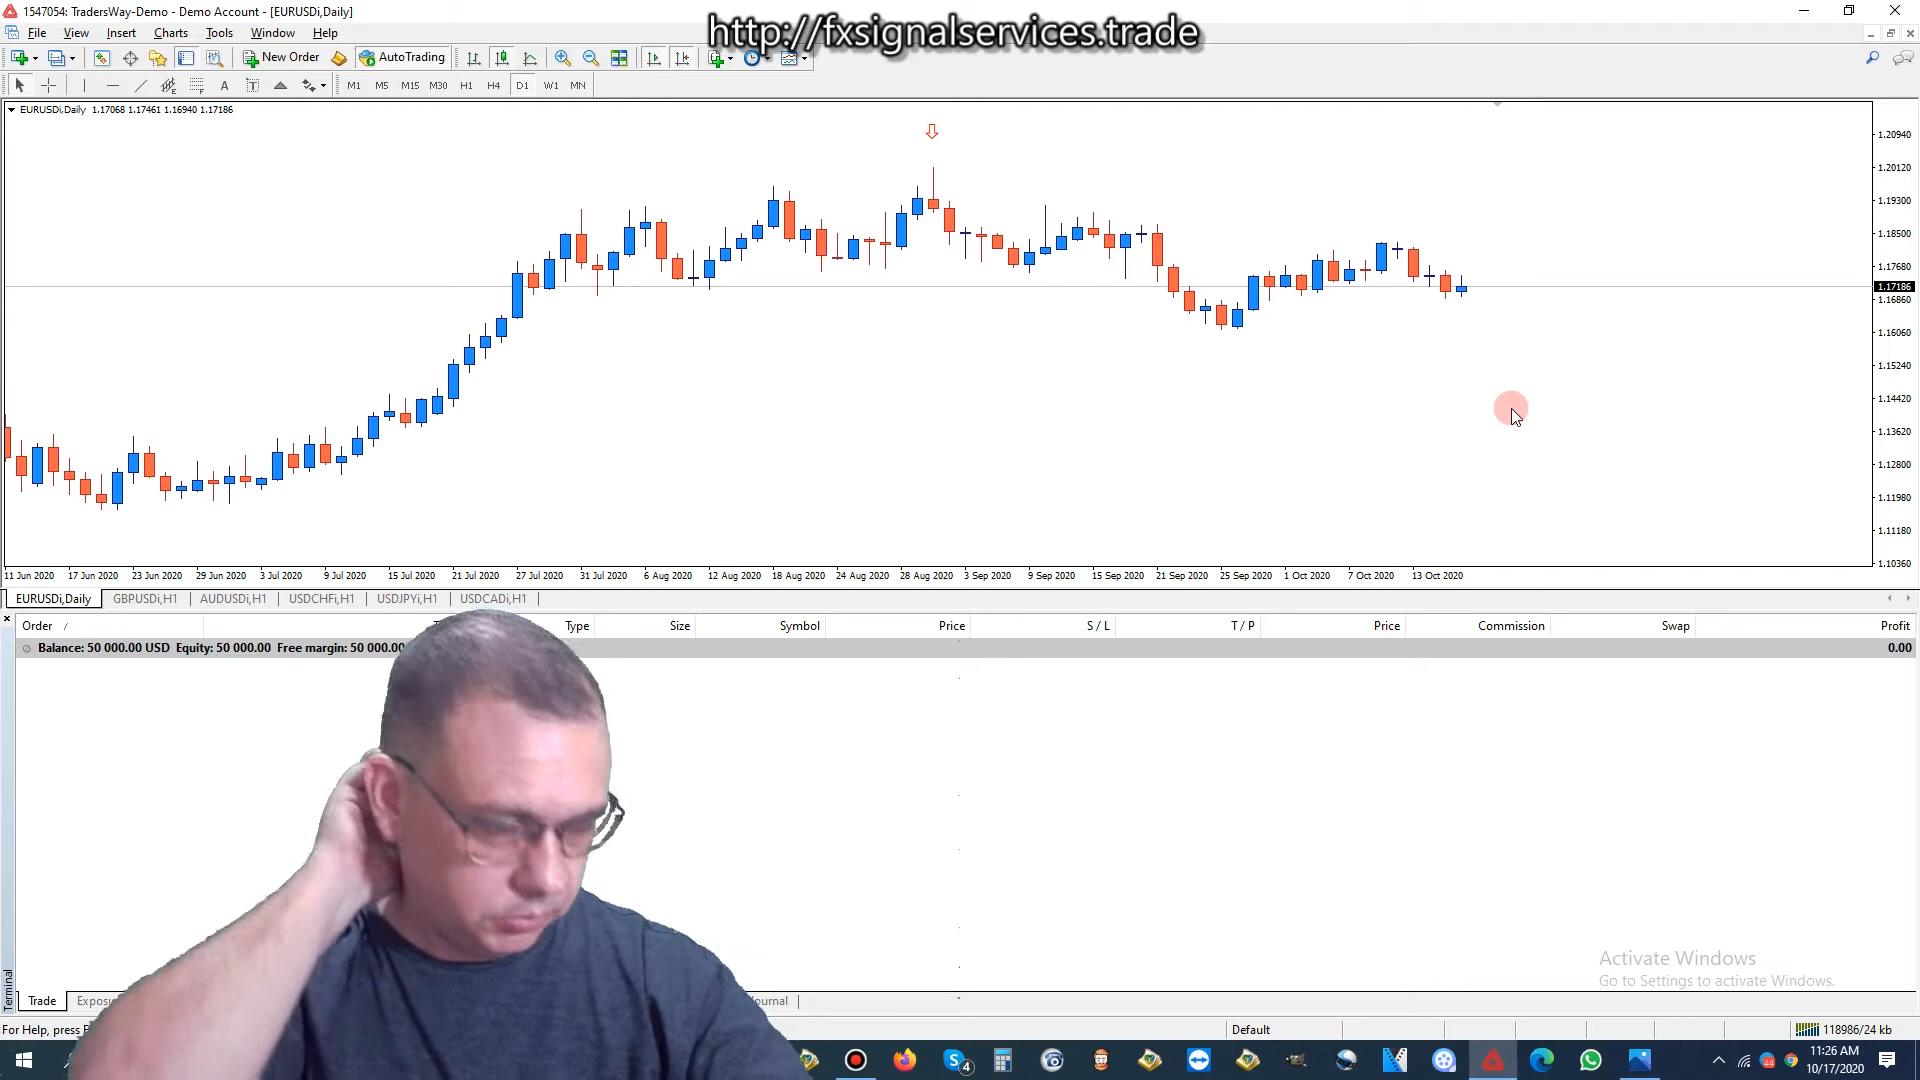 1547054: TradersWay-Demo - Demo Account - [EURUSDi,Daily]
http://fxsignalservices.trade
File View Insert Charts Tools Window Help
New Order AutoTrading
A T M1 M5 M15 M30 H1 H4 D1 W1 MN
EURUSDi,Daily 1.17068 1.17461 1.16940 1.17186
1.20940
1.20120
1.19300
1.18500
1.17680
1.17186
1.16860
1.16060
1.15240
1.14420
1.13620
1.12800
1.11980
1.11180
1.10360
11 Jun 2020 17 Jun 2020 23 Jun 2020 29 Jun 2020 3 Jul 2020 9 Jul 2020 15 Jul 2020 21 Jul 2020 27 Jul 2020 31 Jul 2020 6 Aug 2020 12 Aug 2020 18 Aug 2020 24 Aug 2020 28 Aug 2020 3 Sep 2020 9 Sep 2020 15 Sep 2020 21 Sep 2020 25 Sep 2020 1 Oct 2020 7 Oct 2020 13 Oct 2020
EURUSDi,Daily GBPUSDi,H1 AUDUSDi,H1 USDCHFi,H1 USDJPYi,H1 USDCADi,H1
Order / Type Size Symbol Price S / L T / P Price Commission Swap Profit
Balance: 50 000.00 USD Equity: 50 000.00 Free margin: 50 000.00 0.00
Activate Windows
Go to Settings to activate Windows.
Terminal
Trade
For Help, press Default 118986/24 kb
4 44 11:26 AM
10/17/2020